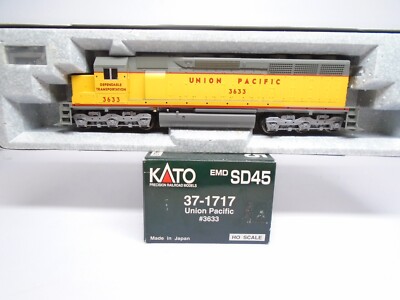 UNION PACIFIC
3633
DEPENDABLE
TRANSPORTATION
3633
KATO
PRECISION RAILROAD MODELS
EMD SD45
37-1717
Union Pacific
#3633
Made in Japan
HO SCALE